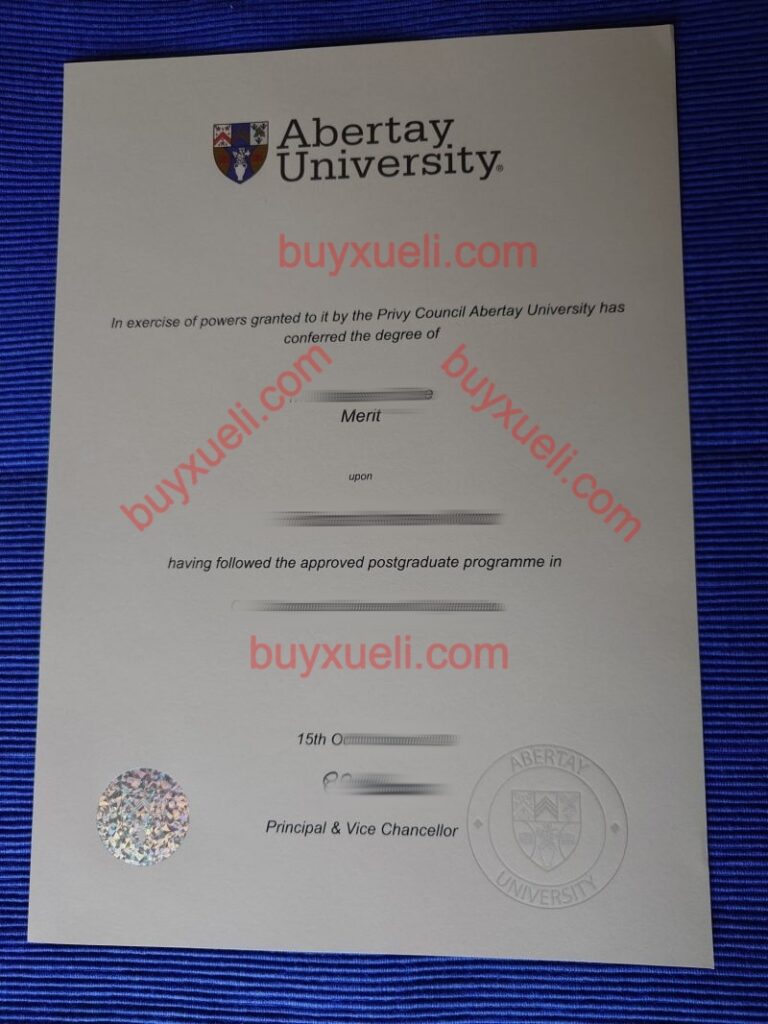 Abertay
University®
buyxueli.com
In exercise of powers granted to it by the Privy Council Abertay University has
conferred the degree of
buyxueli.com
buyxueli.com
Merit
upon
having followed the approved postgraduate programme in
buyxueli.com
15th
Principal & Vice Chancellor
ABERTAY
UNIVERSITY